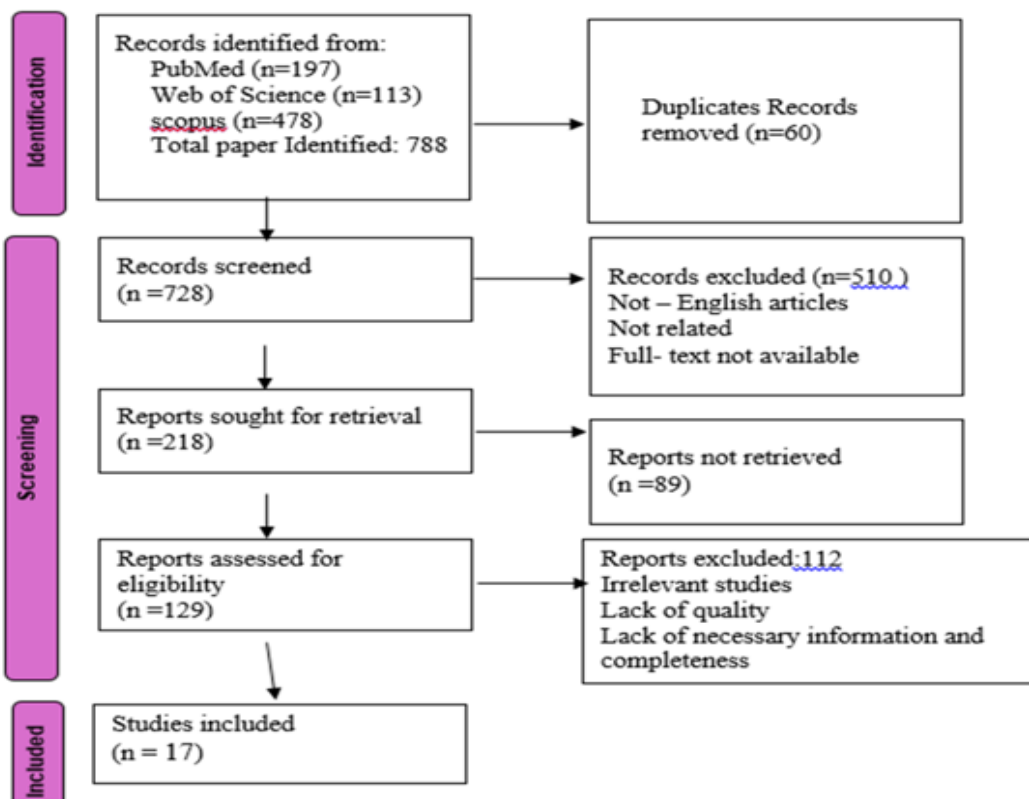 Identification
Records identified from:
PubMed (n=197)
Web of Science (n=113)
scopus (n=478)
Total paper Identified: 788
Duplicates Records
removed (n=60)
Screening
Records screened
(n =728)
Records excluded (n=510 )
Not – English articles
Not related
Full- text not available
Reports sought for retrieval
(n =218)
Reports not retrieved
(n =89)
Reports assessed for
eligibility
(n =129)
Reports excluded:112
Irrelevant studies
Lack of quality
Lack of necessary information and
completeness
Included
Studies included
(n = 17)